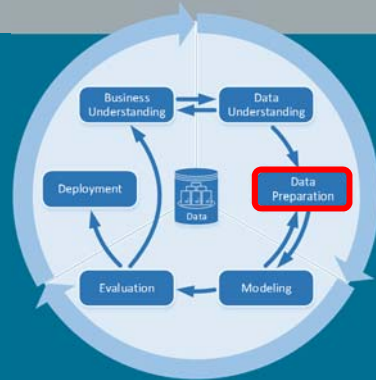 Business
Understanding
Data
Understanding
Deployment
Data
Data
Preparation
Evaluation
Modeling